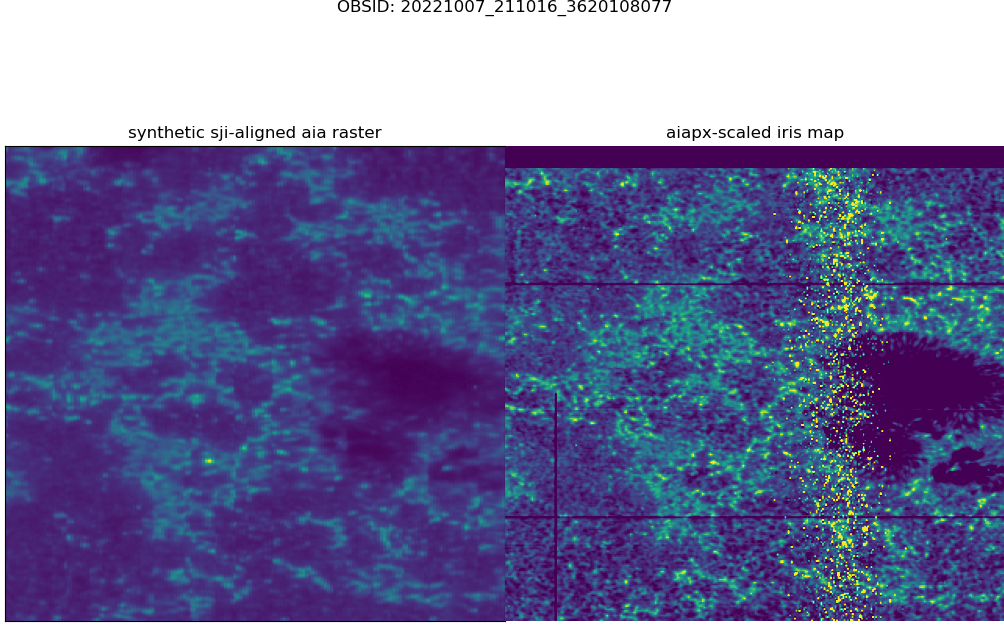 OBSID: 20221007_211016_3620108077
synthetic sji-aligned aia raster
aiapx-scaled iris map